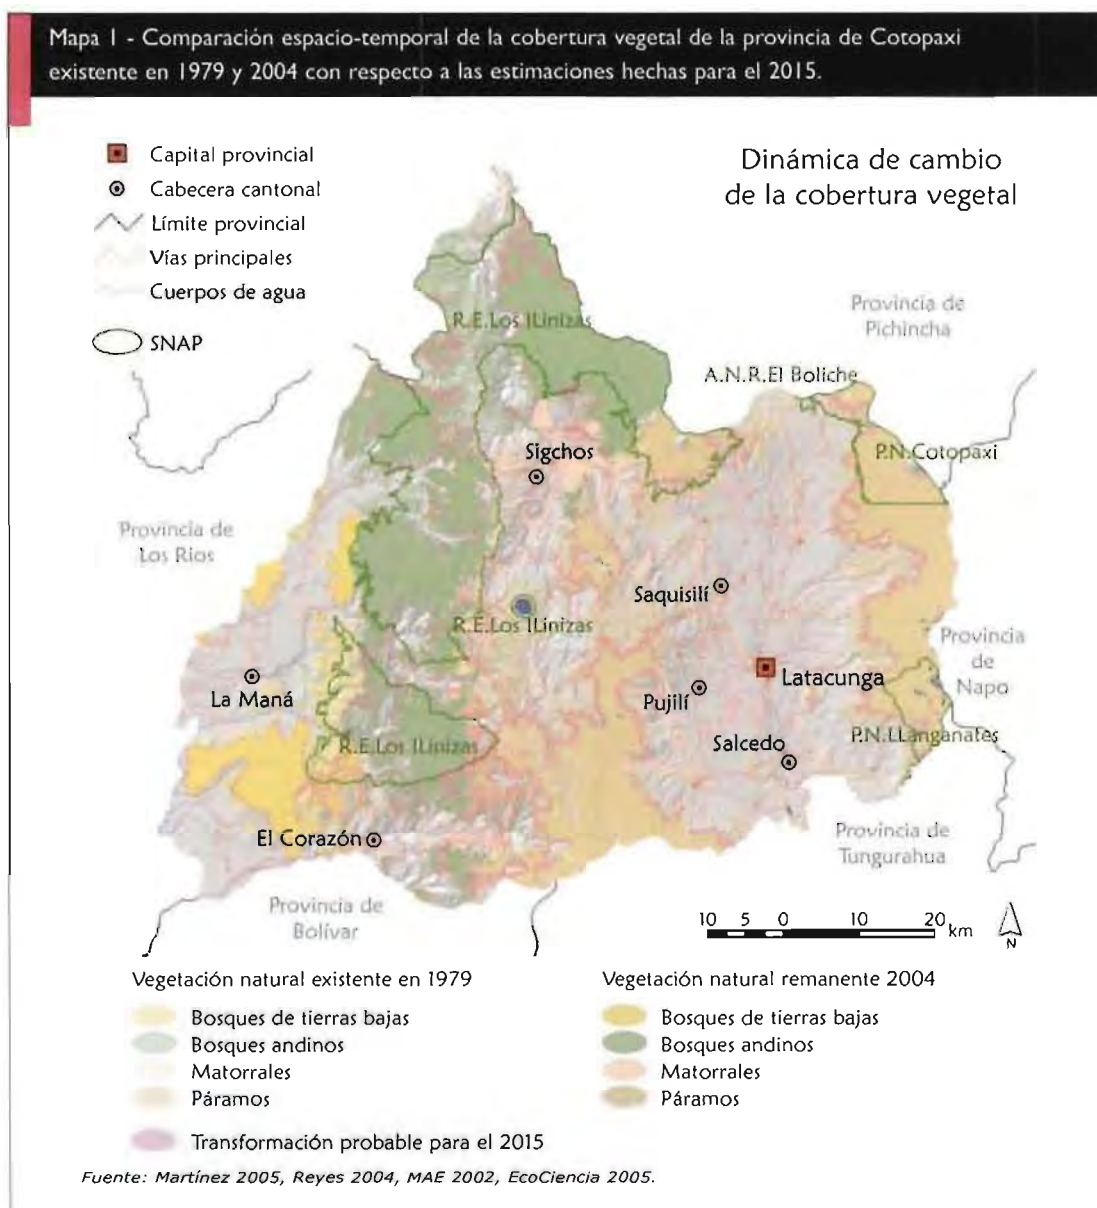 Mapa 1 - Comparación espacio-temporal de la cobertura vegetal de la provincia de Cotopaxi
existente en 1979 y 2004 con respecto a las estimaciones hechas para el 2015.
Capital provincial
Cabecera cantonal
Límite provincial
Vías principales
Cuerpos de agua
SNAP
Dinámica de cambio
de la cobertura vegetal
Provincia de
Pichincha
R.E.Los ILinizas
A.N.R.El Boliche
P.N.Cotopaxi
Sigchos
Provincia de
Los Ríos
Saquisilí
R.E.Los ILinizas
Provincia
de
Napo
La Maná
Latacunga
Pujilí
R.E.Los ILinizas
Salcedo
P.N.LLanganates
El Corazón
Provincia de
Tungurahua
Provincia de
Bolívar
10 5 0 10 20 km
N
Vegetación natural existente en 1979
Bosques de tierras bajas
Bosques andinos
Matorrales
Páramos
Transformación probable para el 2015
Vegetación natural remanente 2004
Bosques de tierras bajas
Bosques andinos
Matorrales
Páramos
Fuente: Martínez 2005, Reyes 2004, MAE 2002, EcoCiencia 2005.